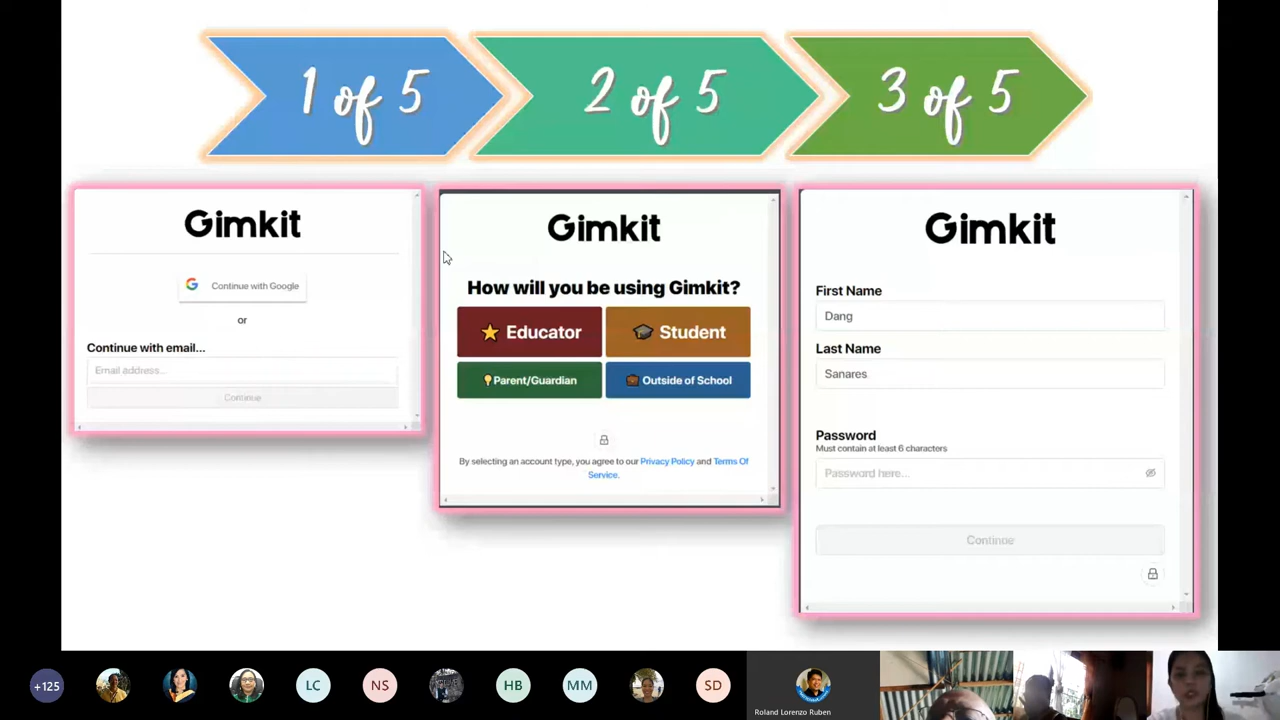 1 of 5
2 of 5
3 of 5
Gimkit
Continue with Google
or
Continue with email...
Email address...
Continue
Gimkit
How will you be using Gimkit?
Educator
Student
Parent/Guardian
Outside of School
By selecting an account type, you agree to our Privacy Policy and Terms Of
Service.
Gimkit
First Name
Dang
Last Name
Sanares
Password
Must contain at least 6 characters
Password here...
Continue
+125
LC
NS
HB
MM
SD
Roland Lorenzo Ruben